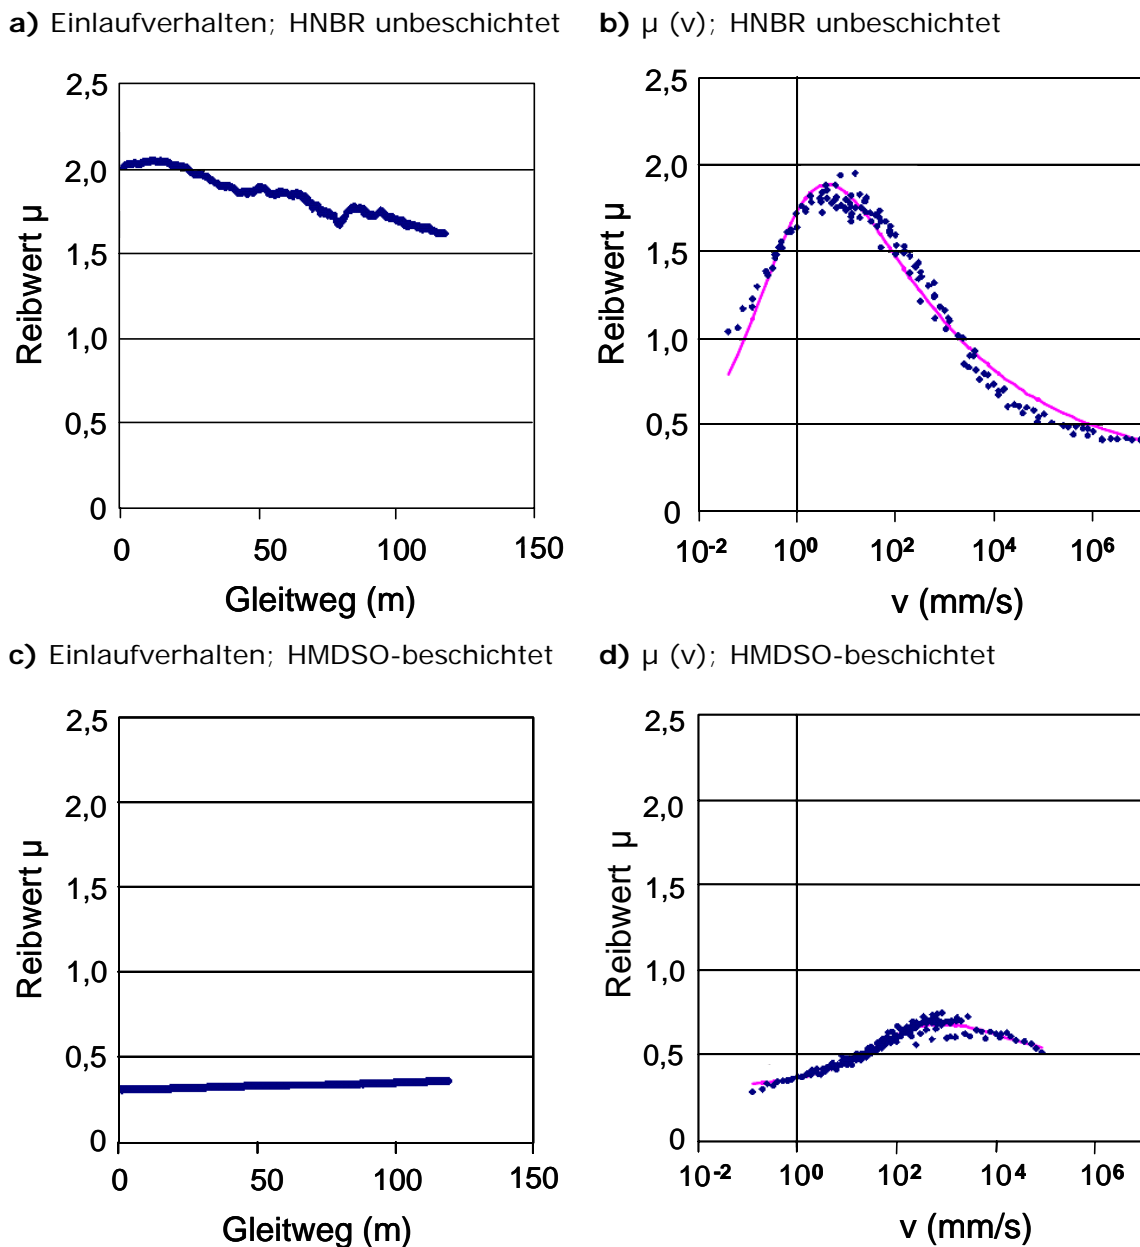 a) Einlaufverhalten; HNBR unbeschichtet
2,5
2,0
1,5
1,0
0,5
0
Reibwert µ
0 50 100 150
Gleitweg (m)
b) µ (v); HNBR unbeschichtet
2,5
2,0
1,5
1,0
0,5
0
Reibwert µ
10⁻² 10⁰ 10² 10⁴ 10⁶
v (mm/s)
c) Einlaufverhalten; HMDSO-beschichtet
2,5
2,0
1,5
1,0
0,5
0
Reibwert µ
0 50 100 150
Gleitweg (m)
d) µ (v); HMDSO-beschichtet
2,5
2,0
1,5
1,0
0,5
0
Reibwert µ
10⁻² 10⁰ 10² 10⁴ 10⁶
v (mm/s)